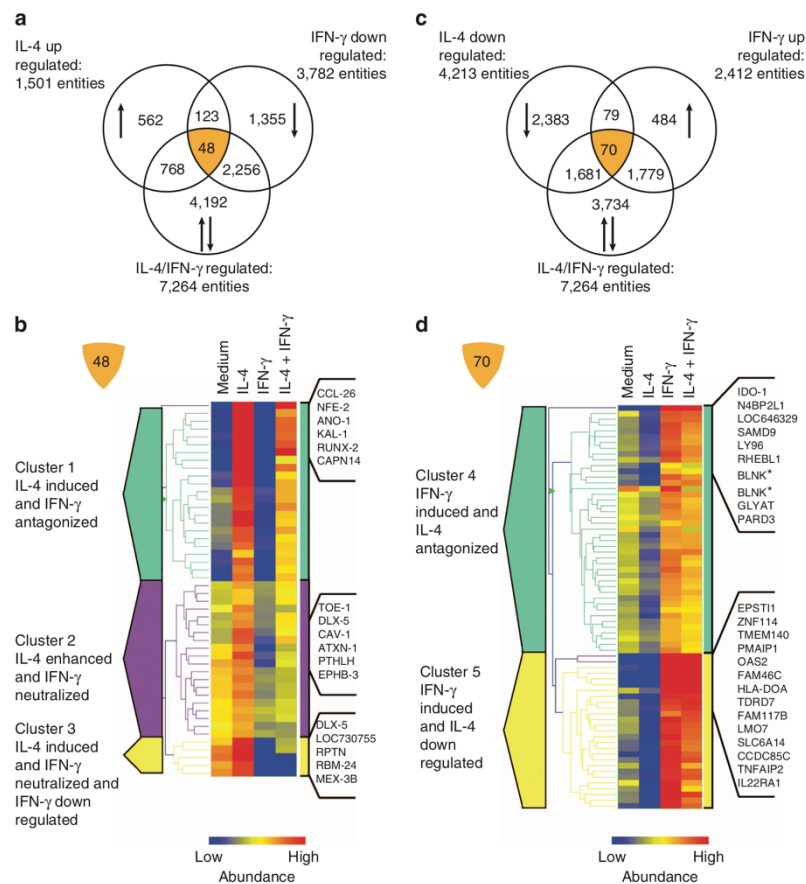 a
IL-4 up
regulated:
1,501 entities
IFN-γ down
regulated:
3,782 entities
562
123
1,355
48
768
2,256
4,192
IL-4/IFN-γ regulated:
7,264 entities
c
IL-4 down
regulated:
4,213 entities
IFN-γ up
regulated:
2,412 entities
2,383
79
484
70
1,681
1,779
3,734
IL-4/IFN-γ regulated:
7,264 entities
b
48
Medium
IL-4
IFN-γ
IL-4 + IFN-γ
Cluster 1
IL-4 induced
and IFN-γ
antagonized
CCL-26
NFE-2
ANO-1
KAL-1
RUNX-2
CAPN14
Cluster 2
IL-4 enhanced
and IFN-γ
neutralized
TOE-1
DLX-5
CAV-1
ATXN-1
PTHLH
EPHB-3
Cluster 3
IL-4 induced
and IFN-γ
neutralized and
IFN-γ down
regulated
DLX-5
LOC730755
RPTN
RBM-24
MEX-3B
Low
High
Abundance
d
70
Medium
IL-4
IFN-γ
IL-4 + IFN-γ
Cluster 4
IFN-γ
induced and
IL-4
antagonized
IDO-1
N4BP2L1
LOC646329
SAMD9
LY96
RHEBL1
BLNK*
BLNK*
GLYAT
PARD3
Cluster 5
IFN-γ
induced
and IL-4
down
regulated
EPSTI1
ZNF114
TMEM140
PMAIP1
OAS2
FAM46C
HLA-DOA
TDRD7
FAM117B
LMO7
SLC6A14
CCDC85C
TNFAIP2
IL22RA1
Low
High
Abundance